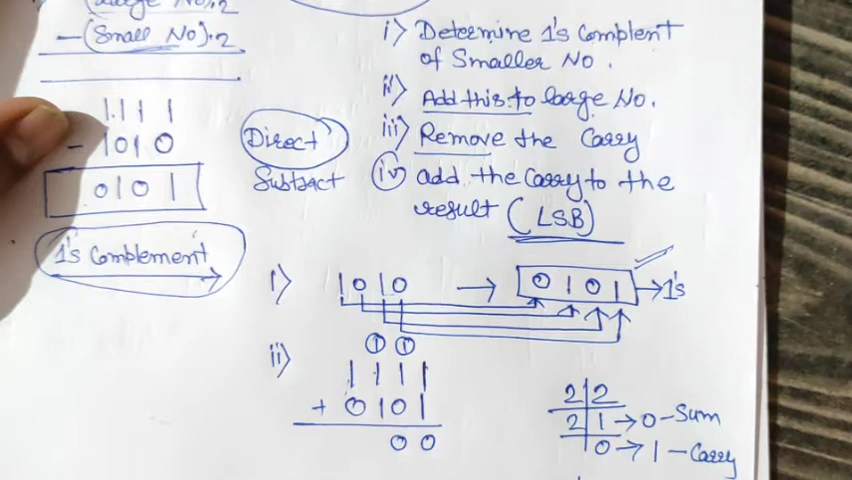 No).2
-(Small No).2
1111
- 1010
0101
1's Complement
Direct
Subtract
i> Determine 1's Complent
of Smaller No.
ii> Add this to large No.
iii> Remove the Carry
iv) add the carry to the
result (LSB)
i) 1010 → 0101 → 1's
ii)
1 1
1111
+ 0101
00
2 2
2 1 → 0-Sum
0 → 1-Carry